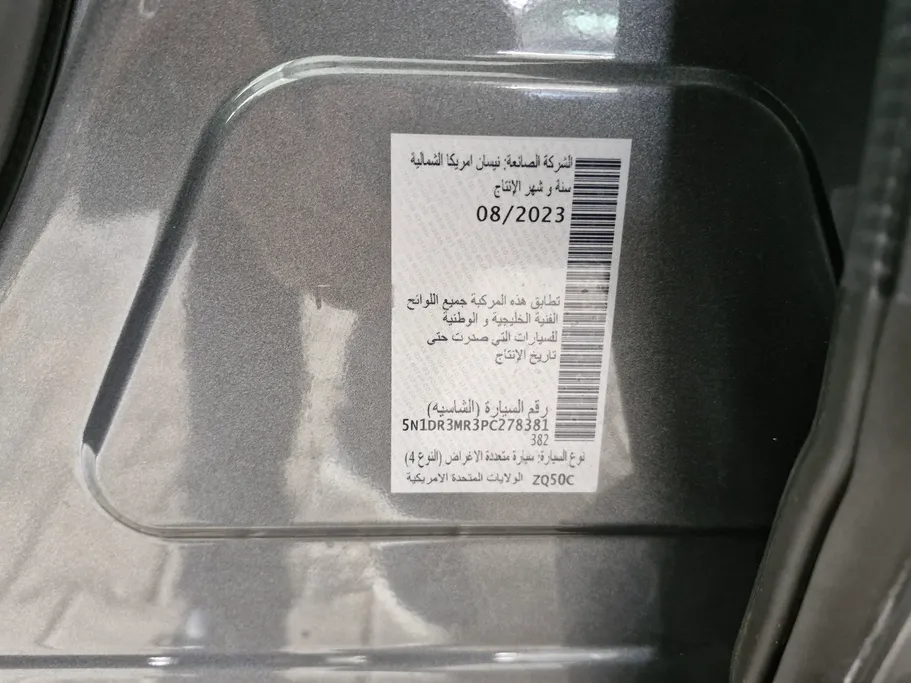 الشركة الصانعة: نيسان امريكا الشمالية
سنة و شهر الإنتاج
08/2023
تطابق هذه المركبة جميع اللوائح
الفنية الخليجية و الوطنية
للسيارات التي صدرت حتى
تاريخ الإنتاج
رقم السيارة (الشاسيه)
5N1DR3MR3PC278381
382
نوع السيارة: سيارة متعددة الاغراض (النوع 4)
الولايات المتحدة الامريكية ZQ50C